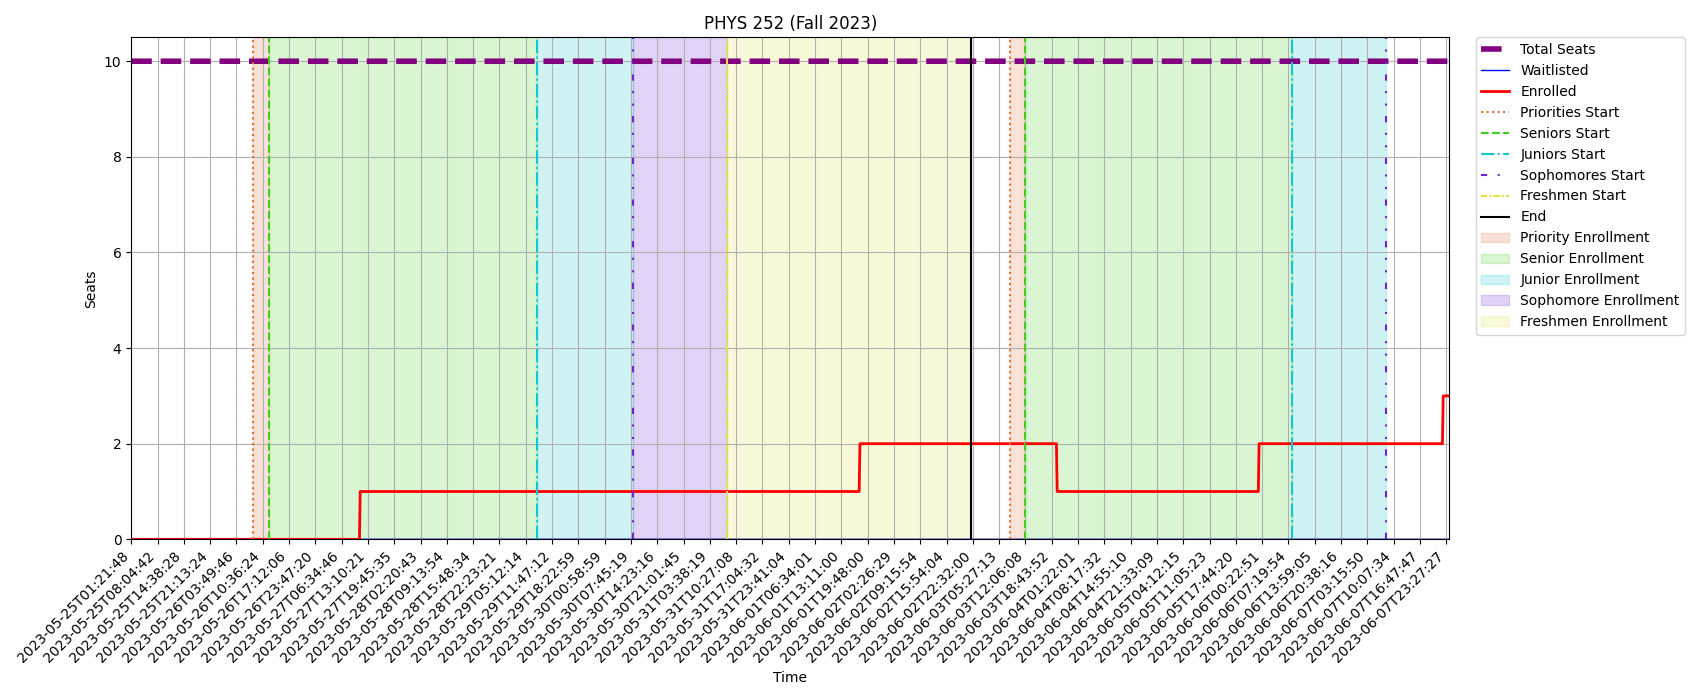 PHYS 252 (Fall 2023)
Seats
10
8
6
4
2
0
2023-05-25T01:21:48
2023-05-25T08:04:42
2023-05-25T14:38:28
2023-05-25T21:13:24
2023-05-26T03:49:46
2023-05-26T10:36:24
2023-05-26T17:12:06
2023-05-26T23:47:20
2023-05-27T06:34:46
2023-05-27T13:10:21
2023-05-27T19:45:35
2023-05-28T02:20:43
2023-05-28T09:13:54
2023-05-28T15:48:34
2023-05-28T22:23:21
2023-05-29T05:12:14
2023-05-29T11:47:12
2023-05-29T18:22:59
2023-05-30T00:58:59
2023-05-30T07:45:19
2023-05-30T14:23:16
2023-05-30T21:01:45
2023-05-31T03:38:19
2023-05-31T10:27:08
2023-05-31T17:04:32
2023-05-31T23:41:04
2023-06-01T06:34:01
2023-06-01T13:11:00
2023-06-01T19:48:00
2023-06-02T02:26:29
2023-06-02T09:15:54
2023-06-02T15:54:04
2023-06-02T22:32:00
2023-06-03T05:27:13
2023-06-03T12:06:08
2023-06-03T18:43:52
2023-06-04T01:22:01
2023-06-04T08:17:32
2023-06-04T14:55:10
2023-06-04T21:33:09
2023-06-05T04:12:15
2023-06-05T11:05:23
2023-06-05T17:44:20
2023-06-06T00:22:51
2023-06-06T07:19:54
2023-06-06T13:59:05
2023-06-06T20:38:16
2023-06-07T03:15:50
2023-06-07T10:07:34
2023-06-07T16:47:47
2023-06-07T23:27:27
Time
Total Seats
Waitlisted
Enrolled
Priorities Start
Seniors Start
Juniors Start
Sophomores Start
Freshmen Start
End
Priority Enrollment
Senior Enrollment
Junior Enrollment
Sophomore Enrollment
Freshmen Enrollment